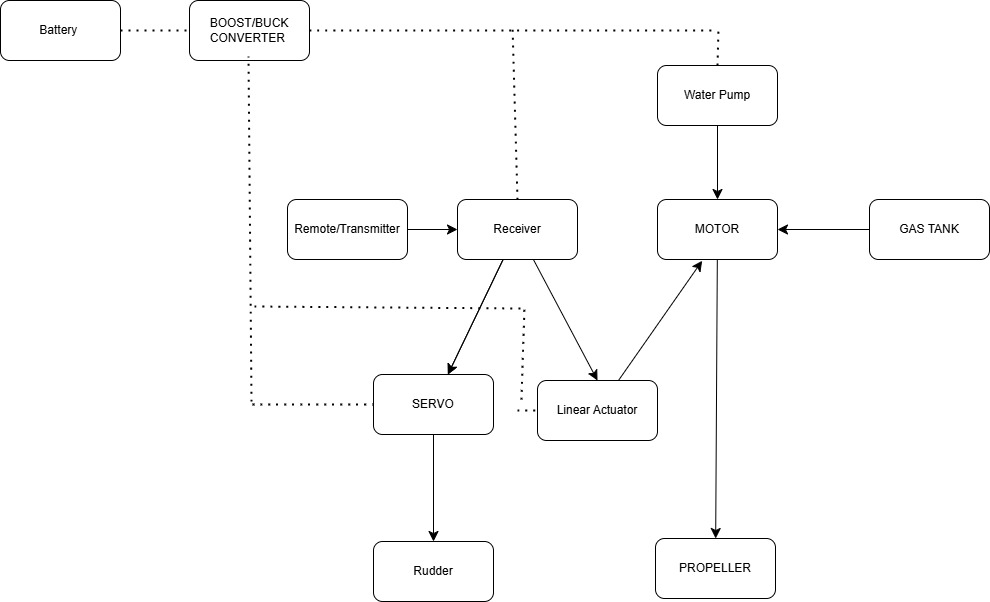 Battery
BOOST/BUCK
CONVERTER
Water Pump
Remote/Transmitter
Receiver
MOTOR
GAS TANK
SERVO
Linear Actuator
Rudder
PROPELLER